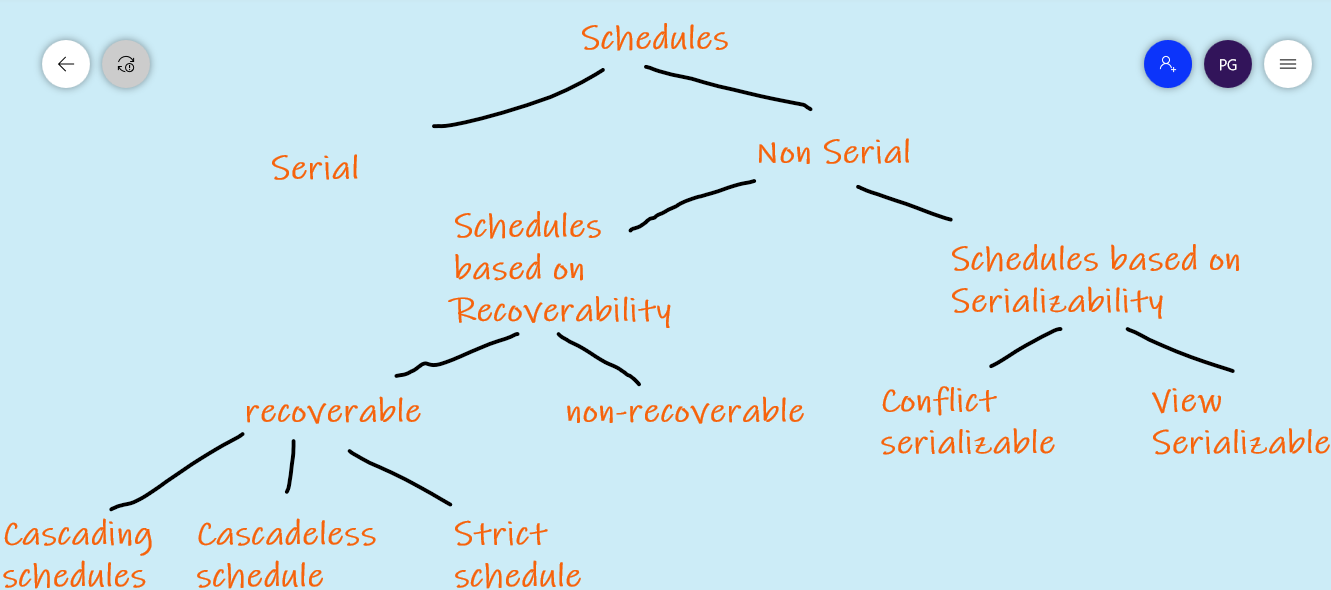 Schedules
PG
Serial
Non Serial
Schedules
based on
Recoverability
Schedules based on
Serializability
recoverable
non-recoverable
Conflict
serializable
View
Serializable
Cascading
schedules
Cascadeless
schedule
Strict
schedule